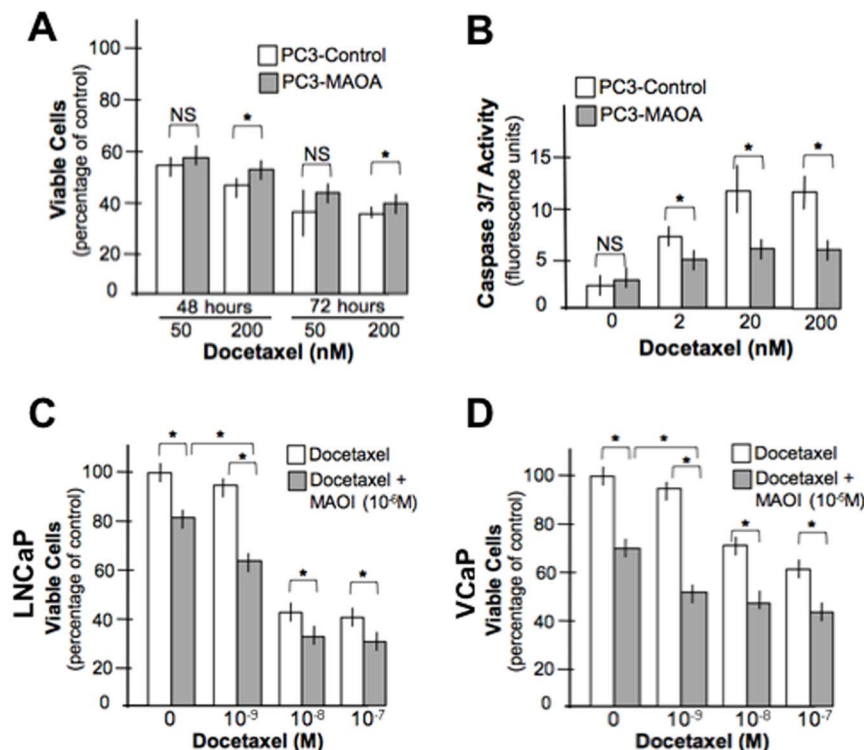 A
Viable Cells
(percentage of control)
100
80
60
40
20
0
PC3-Control
PC3-MAOA
NS
*
NS
*
48 hours
72 hours
50
200
50
200
Docetaxel (nM)
B
Caspase 3/7 Activity
(fluorescence units)
15
10
5
0
PC3-Control
PC3-MAOA
NS
*
*
*
0
2
20
200
Docetaxel (nM)
C
LNCaP
Viable Cells
(percentage of control)
100
80
60
40
20
0
Docetaxel
Docetaxel +
MAOI (10⁻⁵M)
*
*
*
*
*
0
10⁻⁹
10⁻⁸
10⁻⁷
Docetaxel (M)
D
VCaP
Viable Cells
(percentage of control)
100
80
60
40
20
0
Docetaxel
Docetaxel +
MAOI (10⁻⁵M)
*
*
*
*
*
0
10⁻⁹
10⁻⁸
10⁻⁷
Docetaxel (M)